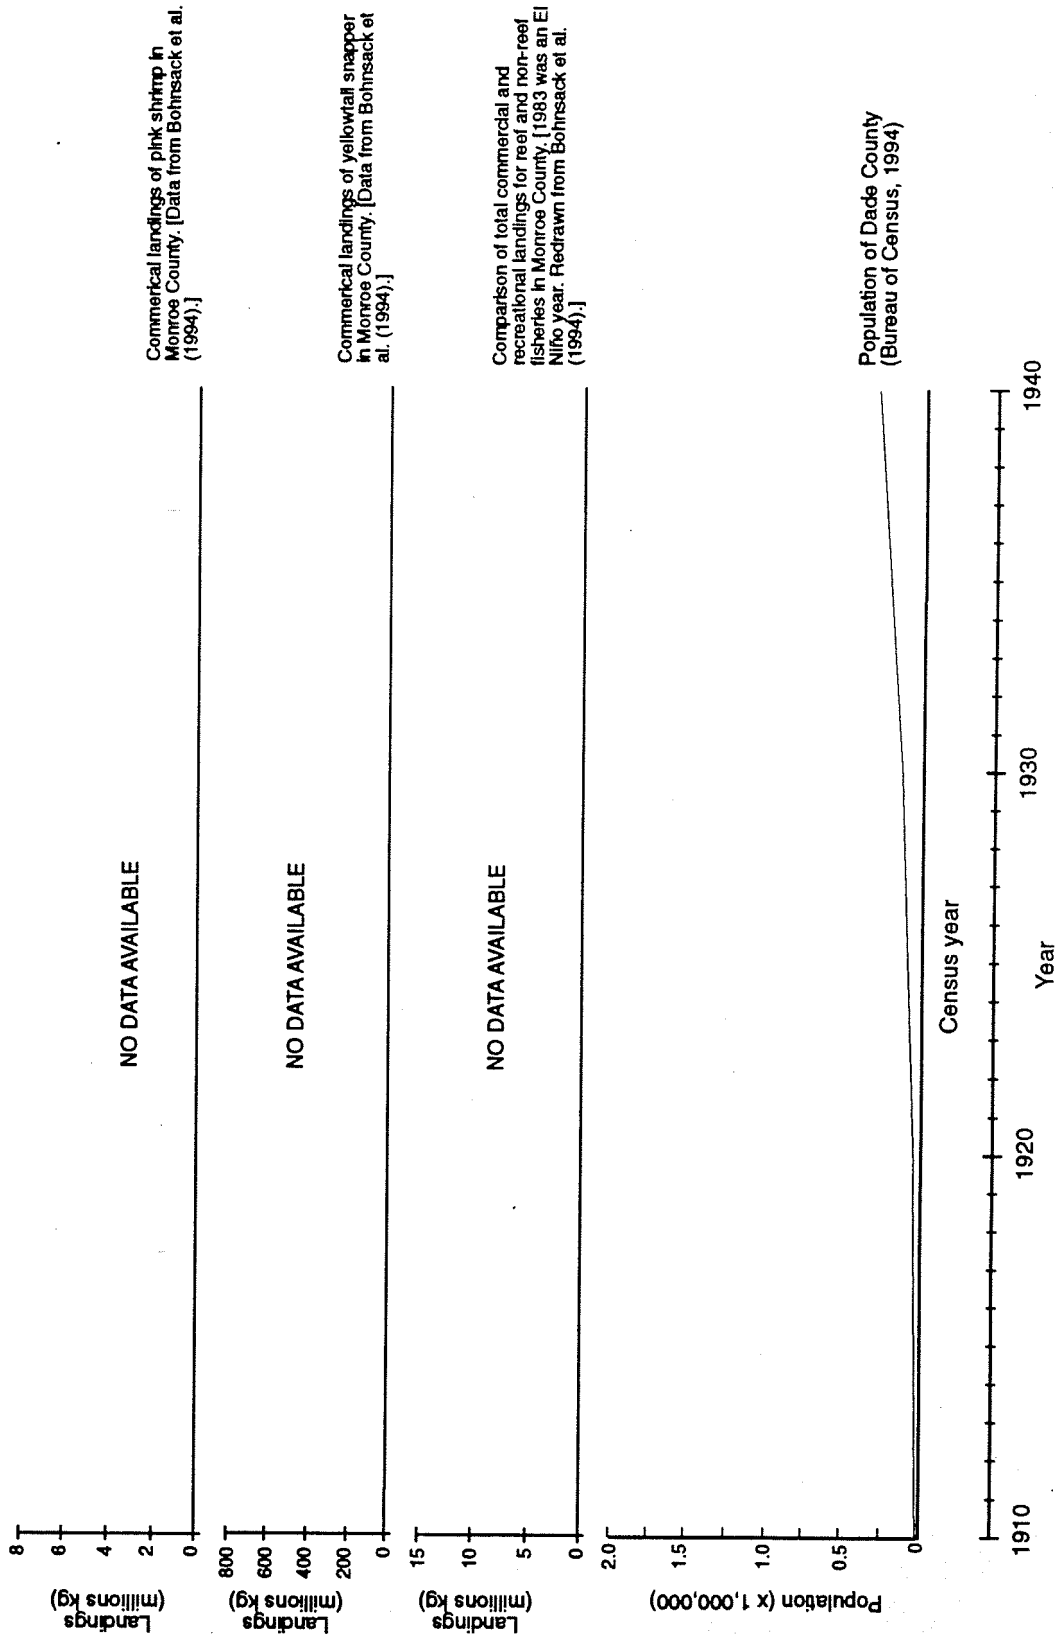 Landings
(millions kg)
8
6
4
2
0
NO DATA AVAILABLE
Commerical landings of pink shrimp in
Monroe County. [Data from Bohnsack et al.
(1994).]
Landings
(millions kg)
800
600
400
200
0
NO DATA AVAILABLE
Commerical landings of yellowtail snapper
in Monroe County. [Data from Bohnsack et
al. (1994).]
Landings
(millions kg)
15
10
5
0
NO DATA AVAILABLE
Comparison of total commercial and
recreational landings for reef and non-reef
fisheries in Monroe County. [1983 was an El
Niño year. Redrawn from Bohnsack et al.
(1994).]
Population (x 1,000,000)
2.0
1.5
1.0
0.5
0
Population of Dade County
(Bureau of Census, 1994)
Census year
1910
1920
1930
1940
Year